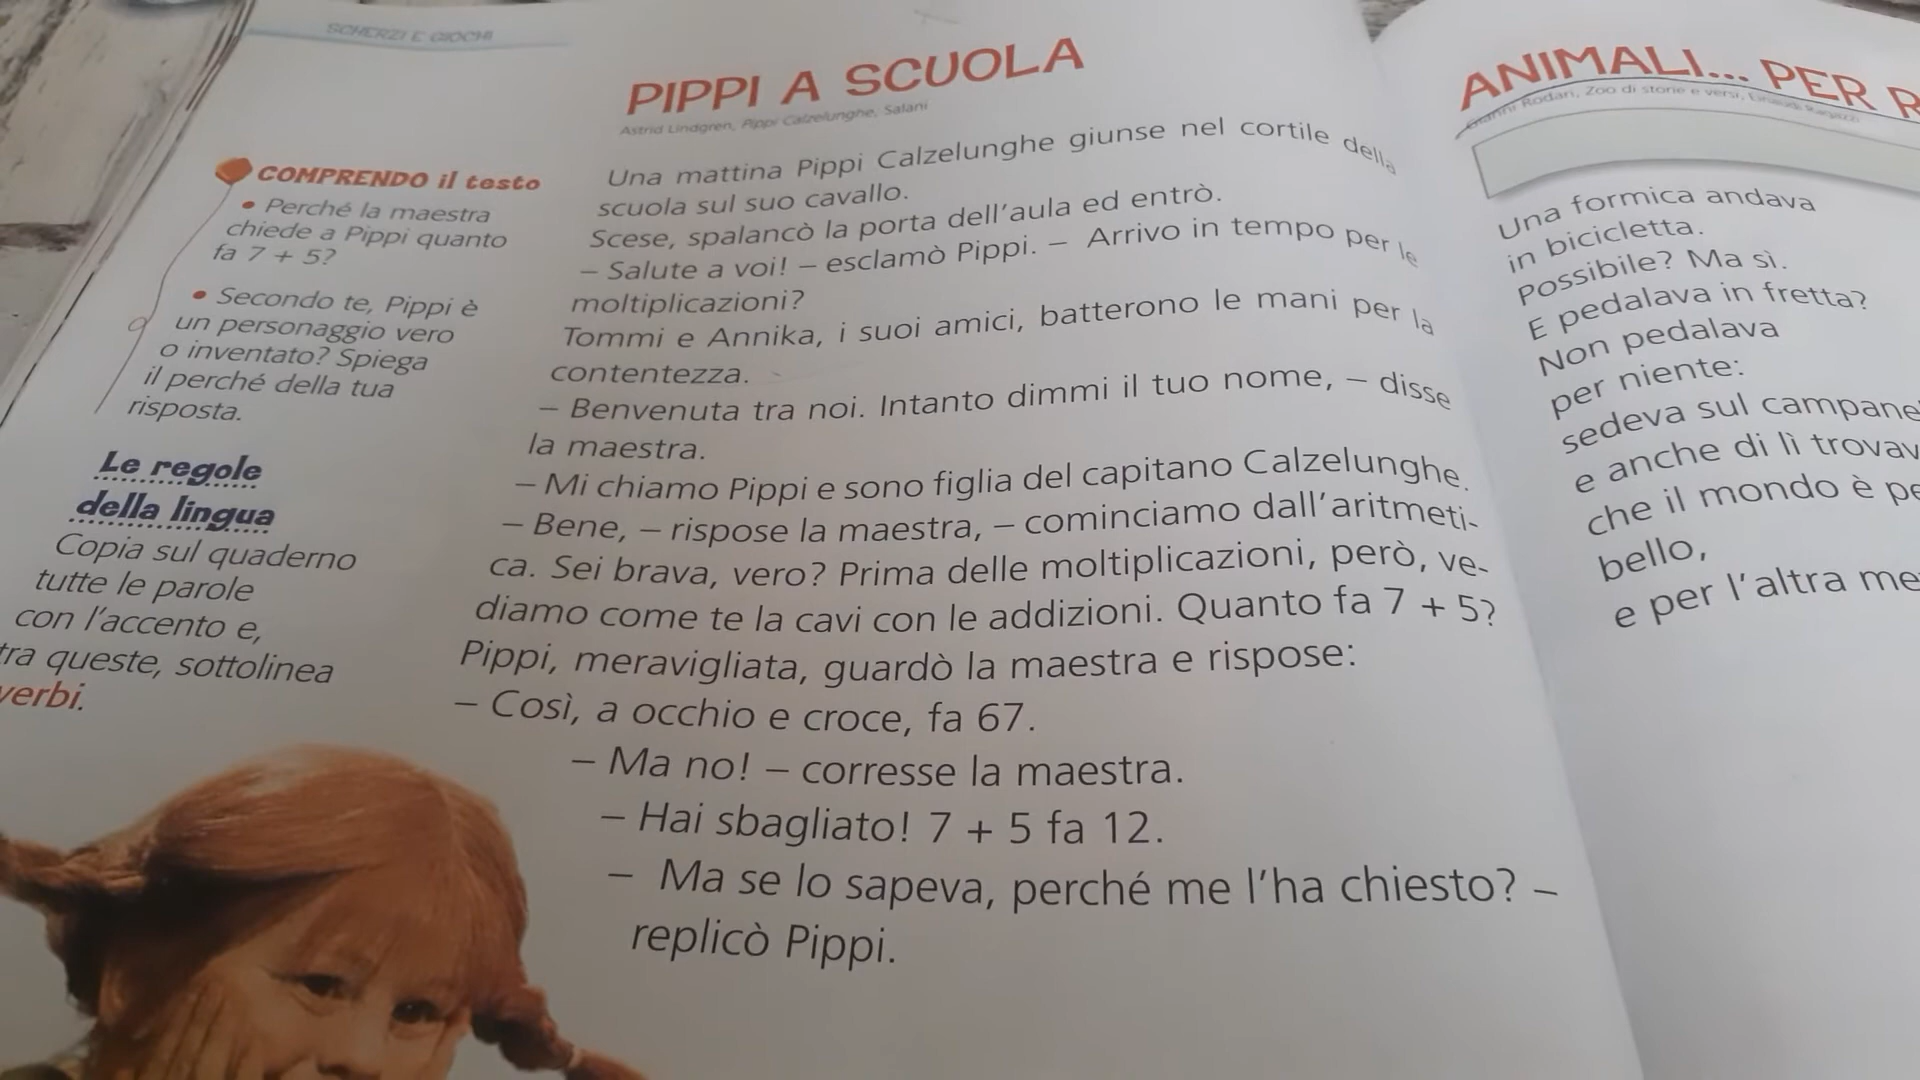 SCHERZI E GIOCHI
PIPPI A SCUOLA
Astrid Lindgren, Pippi Calzelunghe, Salani
COMPRENDO il testo
• Perché la maestra
chiede a Pippi quanto
fa 7 + 5?
• Secondo te, Pippi è
un personaggio vero
o inventato? Spiega
il perché della tua
risposta.
Le regole
della lingua
Copia sul quaderno
tutte le parole
con l'accento e,
tra queste, sottolinea
verbi.
Una mattina Pippi Calzelunghe giunse nel cortile della
scuola sul suo cavallo.
Scese, spalancò la porta dell'aula ed entrò.
– Salute a voi! – esclamò Pippi. – Arrivo in tempo per le
moltiplicazioni?
Tommi e Annika, i suoi amici, batterono le mani per la
contentezza.
– Benvenuta tra noi. Intanto dimmi il tuo nome, – disse
la maestra.
– Mi chiamo Pippi e sono figlia del capitano Calzelunghe.
– Bene, – rispose la maestra, – cominciamo dall'aritmeti-
ca. Sei brava, vero? Prima delle moltiplicazioni, però, ve-
diamo come te la cavi con le addizioni. Quanto fa 7 + 5?
Pippi, meravigliata, guardò la maestra e rispose:
– Così, a occhio e croce, fa 67.
– Ma no! – corresse la maestra.
– Hai sbagliato! 7 + 5 fa 12.
– Ma se lo sapeva, perché me l'ha chiesto? –
replicò Pippi.
ANIMALI... PER R
Gianni Rodari, Zoo di storie e versi, Einaudi Ragazzi
Una formica andava
in bicicletta.
Possibile? Ma sì.
E pedalava in fretta?
Non pedalava
per niente:
sedeva sul campane
e anche di lì trovav
che il mondo è pe
bello,
e per l'altra me